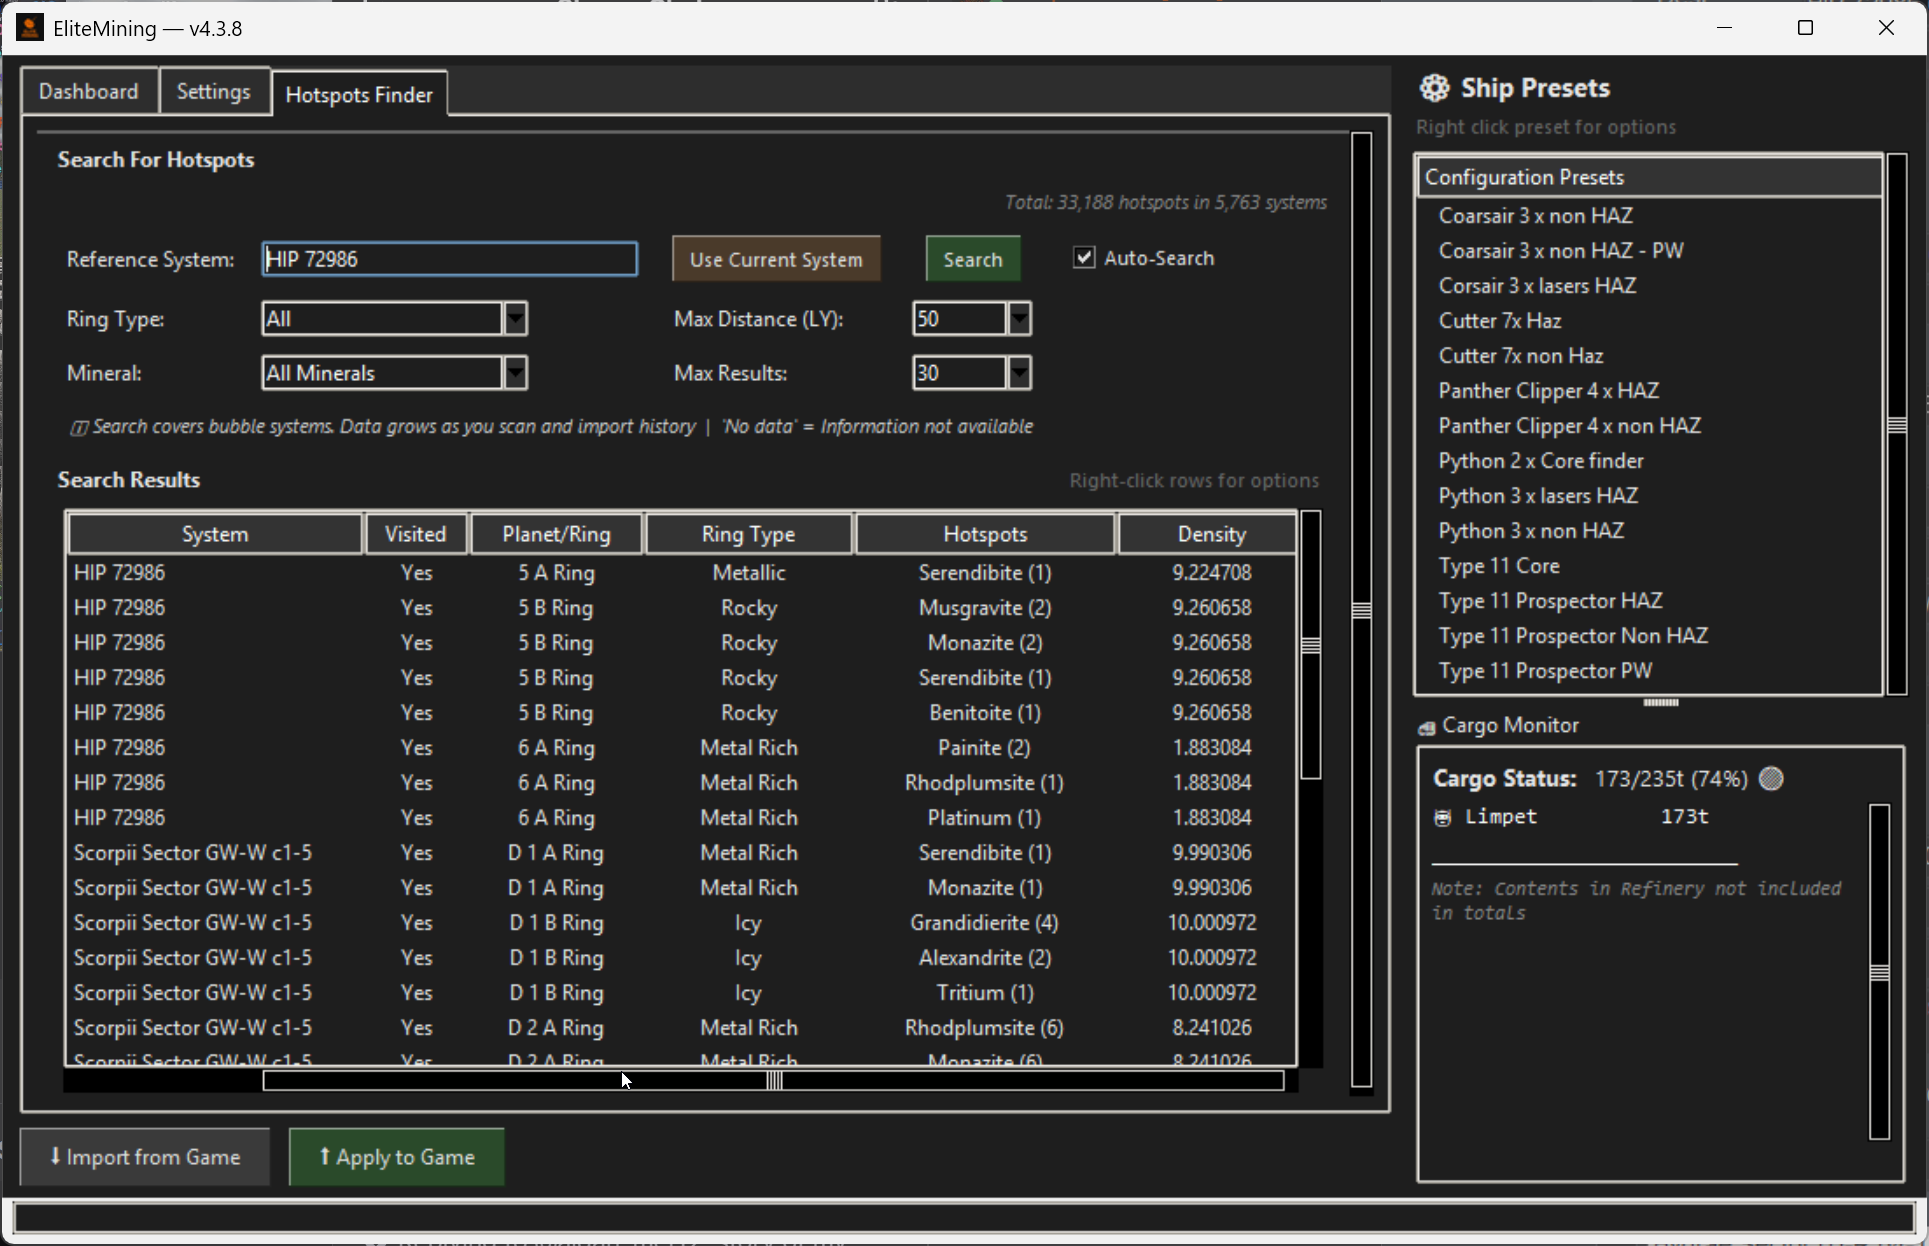 EliteMining — v4.3.8
Dashboard Settings Hotspots Finder
Search For Hotspots
Total: 33,188 hotspots in 5,763 systems
Reference System: HIP 72986 Use Current System Search Auto-Search
Ring Type: All Max Distance (LY): 50
Mineral: All Minerals Max Results: 30
Search covers bubble systems. Data grows as you scan and import history | 'No data' = Information not available
Search Results Right-click rows for options
System Visited Planet/Ring Ring Type Hotspots Density
HIP 72986 Yes 5 A Ring Metallic Serendibite (1) 9.224708
HIP 72986 Yes 5 B Ring Rocky Musgravite (2) 9.260658
HIP 72986 Yes 5 B Ring Rocky Monazite (2) 9.260658
HIP 72986 Yes 5 B Ring Rocky Serendibite (1) 9.260658
HIP 72986 Yes 5 B Ring Rocky Benitoite (1) 9.260658
HIP 72986 Yes 6 A Ring Metal Rich Painite (2) 1.883084
HIP 72986 Yes 6 A Ring Metal Rich Rhodplumsite (1) 1.883084
HIP 72986 Yes 6 A Ring Metal Rich Platinum (1) 1.883084
Scorpii Sector GW-W c1-5 Yes D 1 A Ring Metal Rich Serendibite (1) 9.990306
Scorpii Sector GW-W c1-5 Yes D 1 A Ring Metal Rich Monazite (1) 9.990306
Scorpii Sector GW-W c1-5 Yes D 1 B Ring Icy Grandidierite (4) 10.000972
Scorpii Sector GW-W c1-5 Yes D 1 B Ring Icy Alexandrite (2) 10.000972
Scorpii Sector GW-W c1-5 Yes D 1 B Ring Icy Tritium (1) 10.000972
Scorpii Sector GW-W c1-5 Yes D 2 A Ring Metal Rich Rhodplumsite (6) 8.241026
Scorpii Sector GW-W c1-5 Yes D 2 A Ring Metal Rich Monazite (6) 8.241026
Import from Game Apply to Game
Ship Presets
Right click preset for options
Configuration Presets
Coarsair 3 x non HAZ
Coarsair 3 x non HAZ - PW
Corsair 3 x lasers HAZ
Cutter 7x Haz
Cutter 7x non Haz
Panther Clipper 4 x HAZ
Panther Clipper 4 x non HAZ
Python 2 x Core finder
Python 3 x lasers HAZ
Python 3 x non HAZ
Type 11 Core
Type 11 Prospector HAZ
Type 11 Prospector Non HAZ
Type 11 Prospector PW
Cargo Monitor
Cargo Status: 173/235t (74%)
Limpet 173t
Note: Contents in Refinery not included
in totals